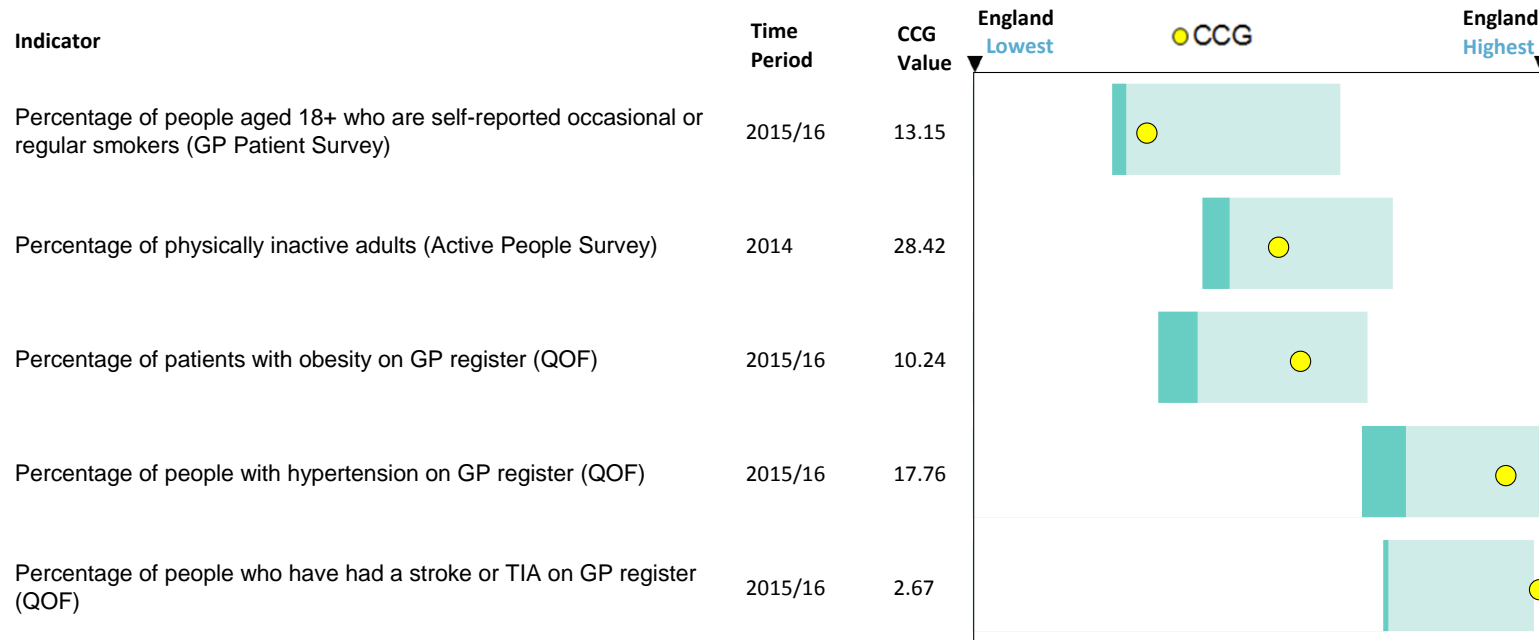 Indicator
Time
Period
CCG
Value
England
Lowest
CCG
England
Highest
Percentage of people aged 18+ who are self-reported occasional or
regular smokers (GP Patient Survey)
2015/16
13.15
Percentage of physically inactive adults (Active People Survey)
2014
28.42
Percentage of patients with obesity on GP register (QOF)
2015/16
10.24
Percentage of people with hypertension on GP register (QOF)
2015/16
17.76
Percentage of people who have had a stroke or TIA on GP register
(QOF)
2015/16
2.67